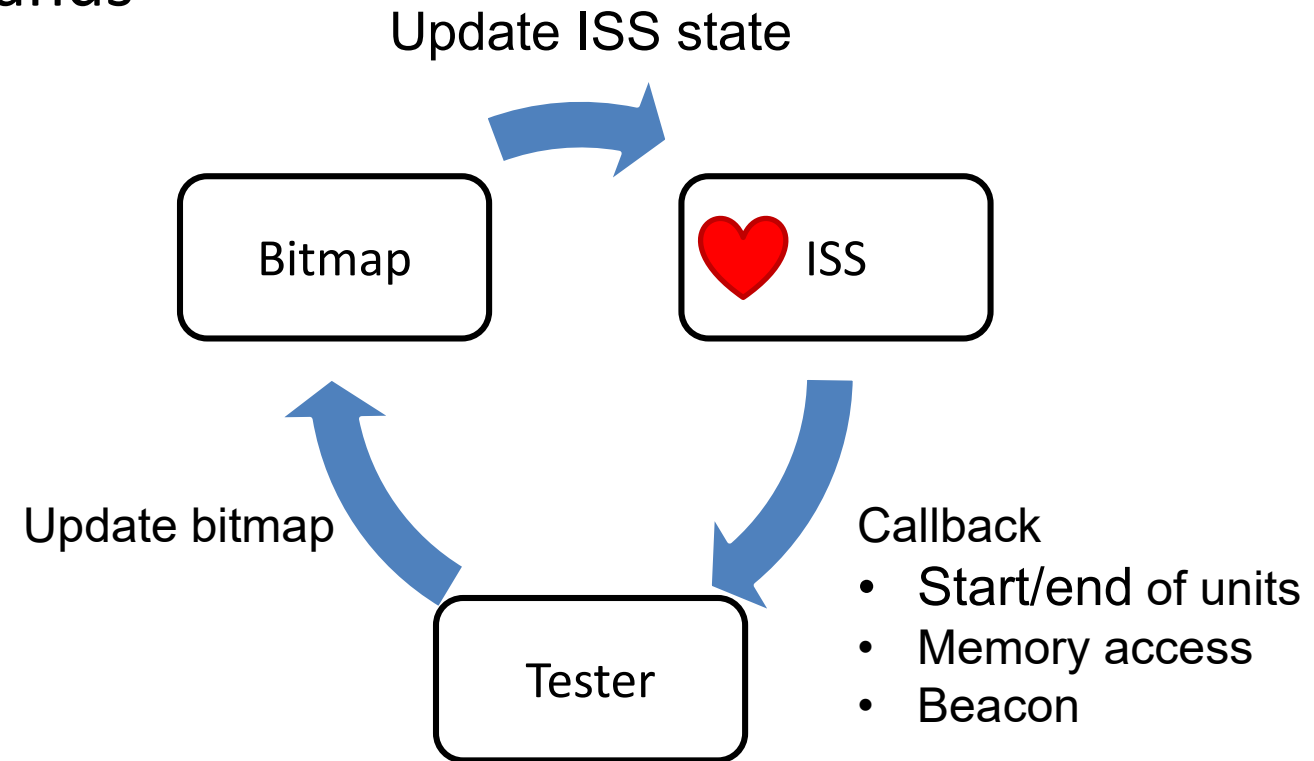 Update ISS state
Bitmap
ISS
Update bitmap
Callback
• Start/end of units
• Memory access
• Beacon
Tester